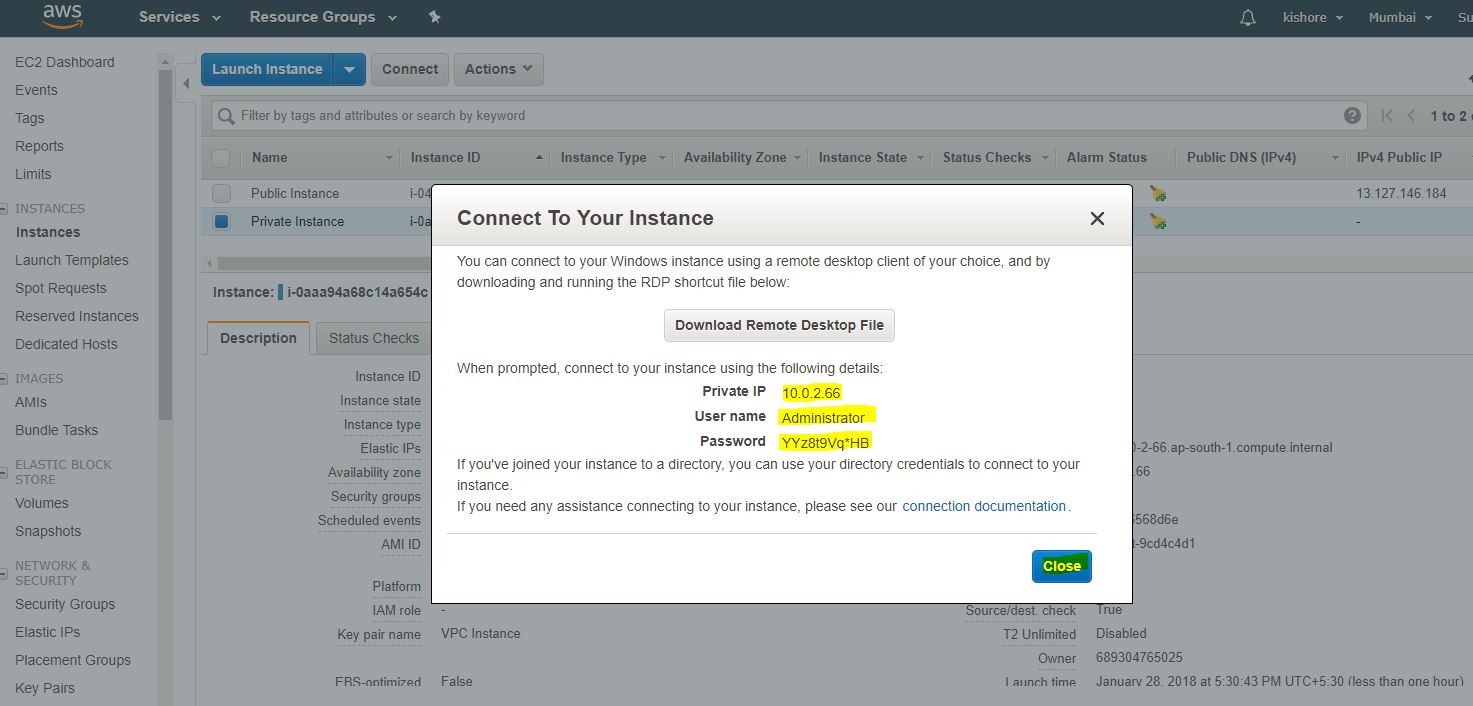 aws Services Resource Groups kishore Mumbai Su
EC2 Dashboard
Events
Tags
Reports
Limits
INSTANCES
Instances
Launch Templates
Spot Requests
Reserved Instances
Dedicated Hosts
IMAGES
AMIs
Bundle Tasks
ELASTIC BLOCK
STORE
Volumes
Snapshots
NETWORK &
SECURITY
Security Groups
Elastic IPs
Placement Groups
Key Pairs
Launch Instance Connect Actions
Filter by tags and attributes or search by keyword 1 to 2
Name Instance ID Instance Type Availability Zone Instance State Status Checks Alarm Status Public DNS (IPv4) IPv4 Public IP
Public Instance i-04 13.127.146.184
Private Instance i-0a -
Instance: i-0aaa94a68c14a654c
Description Status Checks
Connect To Your Instance
You can connect to your Windows instance using a remote desktop client of your choice, and by
downloading and running the RDP shortcut file below:
Download Remote Desktop File
When prompted, connect to your instance using the following details:
Private IP 10.0.2.66
User name Administrator
Password YYz8t9Vq*HB
If you've joined your instance to a directory, you can use your directory credentials to connect to your
instance.
If you need any assistance connecting to your instance, please see our connection documentation.
Close
Instance ID
Instance state
Instance type
Elastic IPs 0-2-66.ap-south-1.compute.internal
Availability zone .66
Security groups
Scheduled events 6568d6e
AMI ID t-9cd4c4d1
Platform
IAM role - Source/dest. check True
Key pair name VPC Instance T2 Unlimited Disabled
Owner 689304765025
EBS-optimized False Launch time January 28, 2018 at 5:30:43 PM UTC+5:30 (less than one hour)